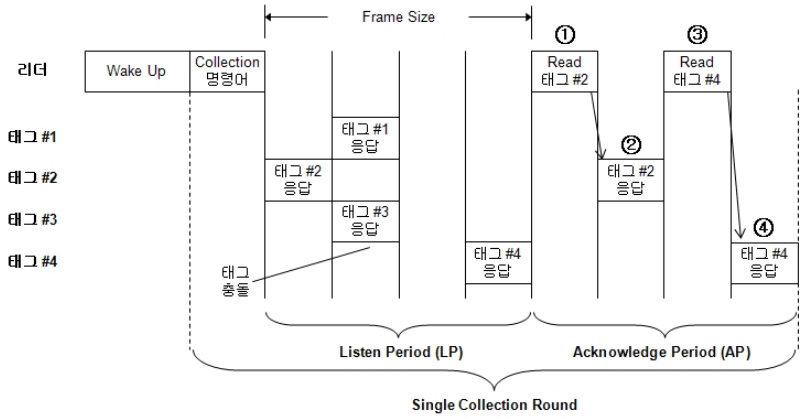 Frame Size
①
③
리더
Wake Up
Collection
명령어
Read
태그 #2
Read
태그 #4
태그 #1
태그 #1
응답
②
태그 #2
태그 #2
응답
태그 #2
응답
태그 #3
태그 #3
응답
④
태그 #4
태그 #4
응답
태그 #4
응답
태그
충돌
Listen Period (LP)
Acknowledge Period (AP)
Single Collection Round